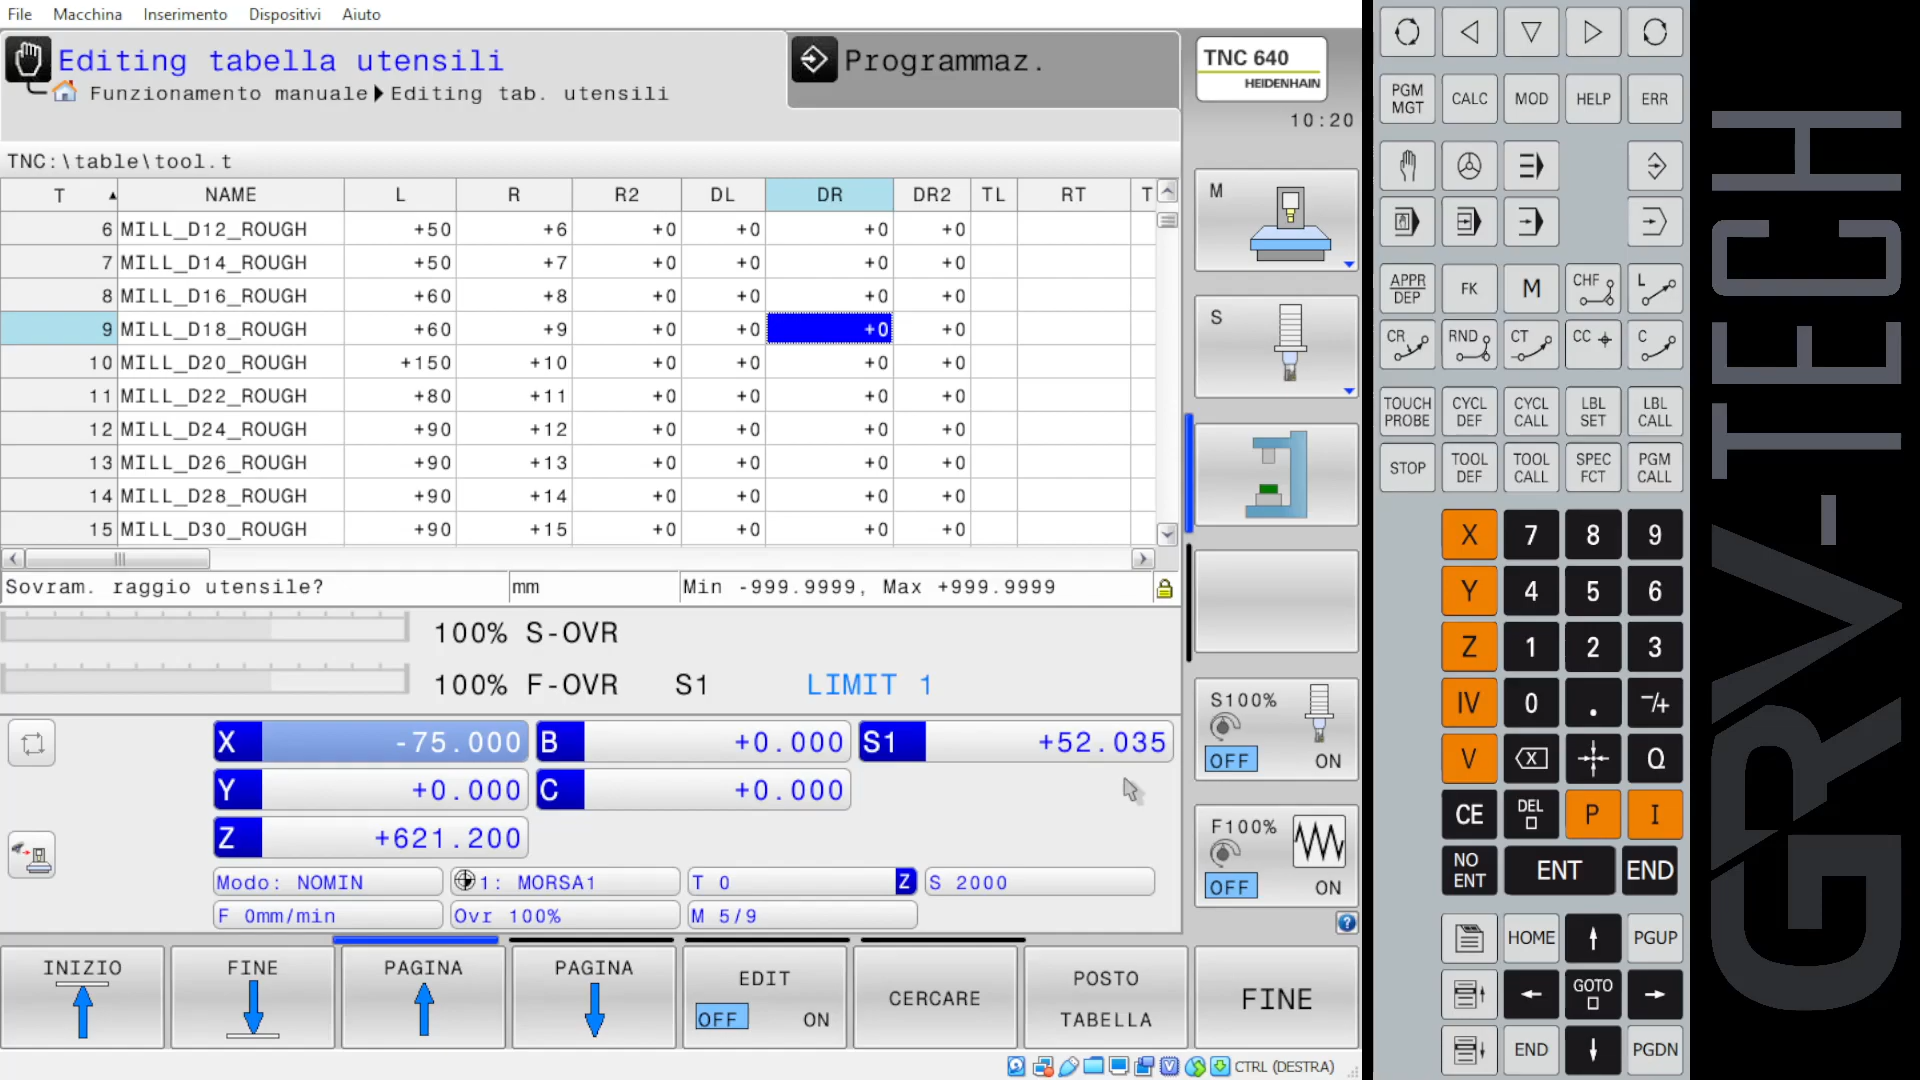 File Macchina Inserimento Dispositivi Aiuto
Editing tabella utensili
Funzionamento manuale Editing tab. utensili
Programmaz.
TNC 640
HEIDENHAIN
10:20
TNC:\table\tool.t
T NAME L R R2 DL DR DR2 TL RT T
6 MILL_D12_ROUGH +50 +6 +0 +0 +0 +0
7 MILL_D14_ROUGH +50 +7 +0 +0 +0 +0
8 MILL_D16_ROUGH +60 +8 +0 +0 +0 +0
9 MILL_D18_ROUGH +60 +9 +0 +0 +0 +0
10 MILL_D20_ROUGH +150 +10 +0 +0 +0 +0
11 MILL_D22_ROUGH +80 +11 +0 +0 +0 +0
12 MILL_D24_ROUGH +90 +12 +0 +0 +0 +0
13 MILL_D26_ROUGH +90 +13 +0 +0 +0 +0
14 MILL_D28_ROUGH +90 +14 +0 +0 +0 +0
15 MILL_D30_ROUGH +90 +15 +0 +0 +0 +0
Sovram. raggio utensile? mm Min -999.9999, Max +999.9999
100% S-OVR
100% F-OVR S1 LIMIT 1
X -75.000 B +0.000 S1 +52.035
Y +0.000 C +0.000
Z +621.200
Modo: NOMIN 1: MORSA1 T 0 Z S 2000
F 0mm/min Ovr 100% M 5/9
M
S
S100%
OFF ON
F100%
OFF ON
?
INIZIO
FINE
PAGINA
PAGINA
EDIT
OFF ON
CERCARE
POSTO
TABELLA
FINE
CTRL (DESTRA)
PGM
MGT
CALC
MOD
HELP
ERR
APPR
DEP
FK
M
CHF
L
CR
RND
CT
CC
C
TOUCH
PROBE
CYCL
DEF
CYCL
CALL
LBL
SET
LBL
CALL
STOP
TOOL
DEF
TOOL
CALL
SPEC
FCT
PGM
CALL
X 7 8 9
Y 4 5 6
Z 1 2 3
IV 0 . -/+
V X Q
CE
DEL
P I
NO
ENT
ENT
END
HOME
PGUP
GOTO
END
PGDN
GRV-TECH